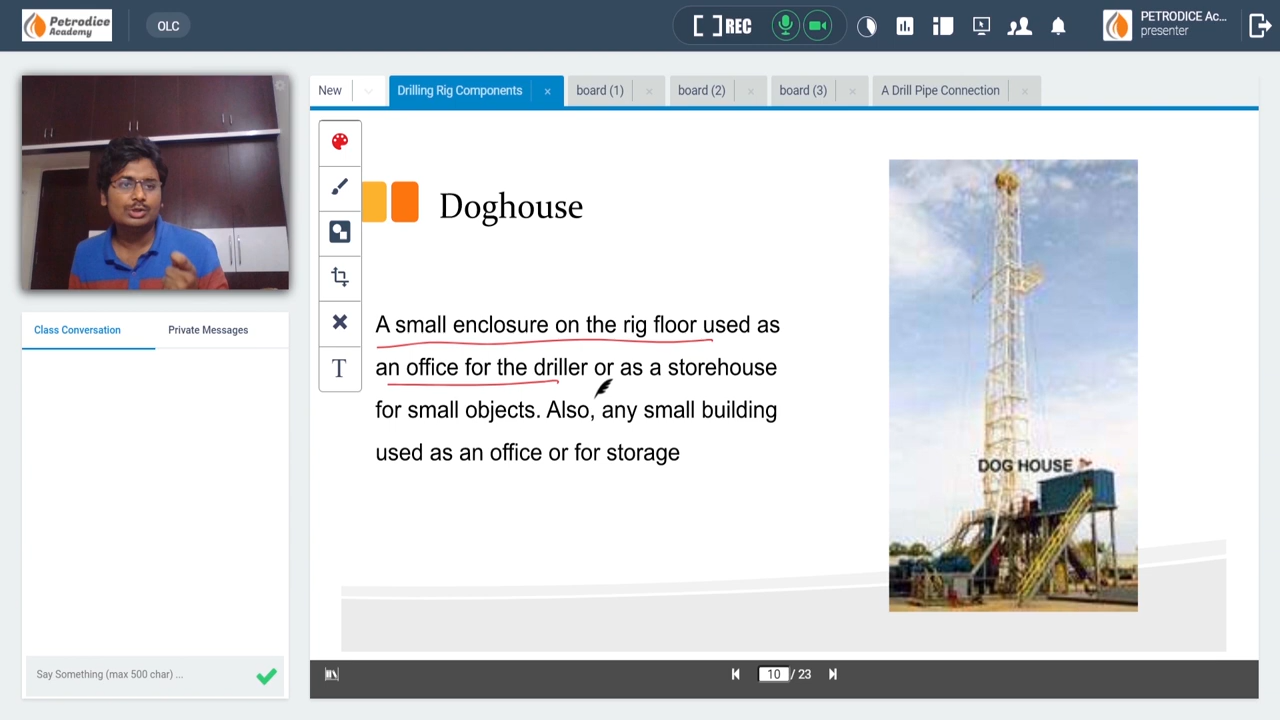 Petrodice
Academy
OLC
REC
PETRODICE Ac...
presenter
New
Drilling Rig Components
board (1)
board (2)
board (3)
A Drill Pipe Connection
Doghouse
A small enclosure on the rig floor used as
an office for the driller or as a storehouse
for small objects. Also, any small building
used as an office or for storage
DOG HOUSE
Class Conversation
Private Messages
Say Something (max 500 char) ...
T
10 / 23